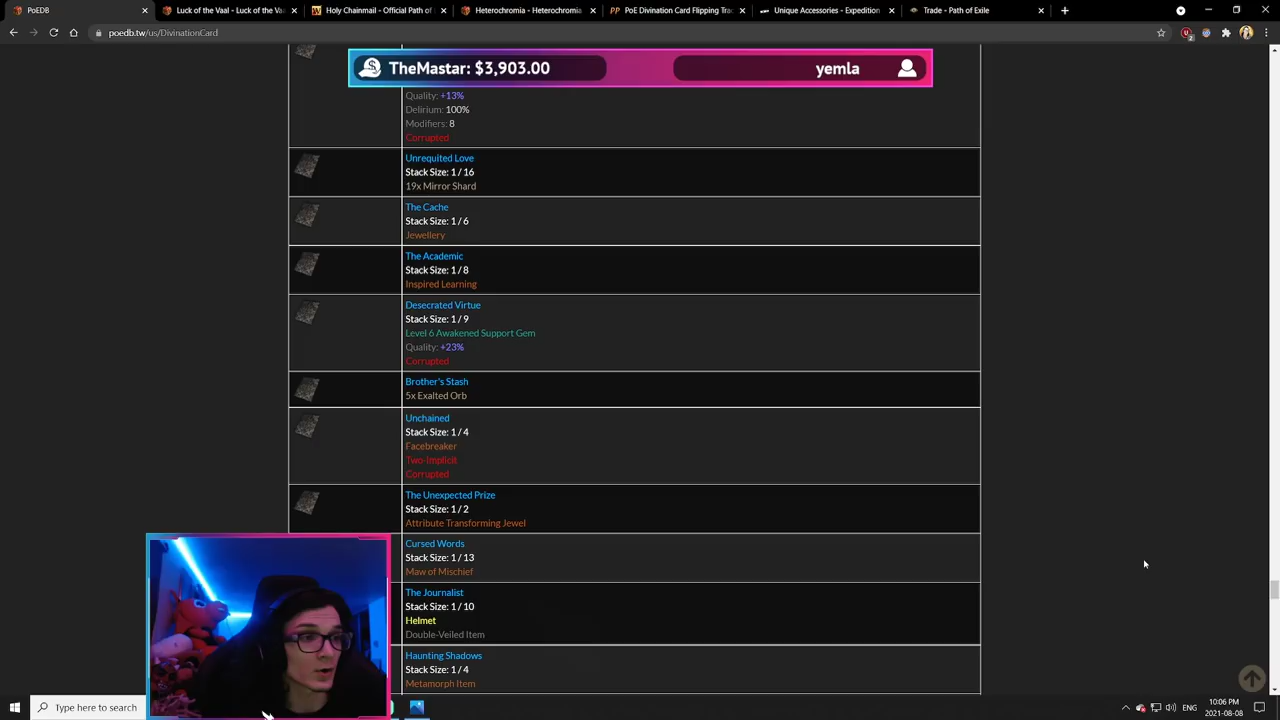 PoEDB
Luck of the Vaal - Luck of the Va
Holy Chainmail - Official Path of
Heterochromia - Heterochromia
PoE Divination Card Flipping Trac
Unique Accessories - Expedition
Trade - Path of Exile
poedb.tw/us/DivinationCard
TheMastar: $3,903.00
yemla
Quality: +13%
Delirium: 100%
Modifiers: 8
Corrupted
Unrequited Love
Stack Size: 1 / 16
19x Mirror Shard
The Cache
Stack Size: 1 / 6
Jewellery
The Academic
Stack Size: 1 / 8
Inspired Learning
Desecrated Virtue
Stack Size: 1 / 9
Level 6 Awakened Support Gem
Quality: +23%
Corrupted
Brother's Stash
5x Exalted Orb
Unchained
Stack Size: 1 / 4
Facebreaker
Two-Implicit
Corrupted
The Unexpected Prize
Stack Size: 1 / 2
Attribute Transforming Jewel
Cursed Words
Stack Size: 1 / 13
Maw of Mischief
The Journalist
Stack Size: 1 / 10
Helmet
Double-Veiled Item
Haunting Shadows
Stack Size: 1 / 4
Metamorph Item
Type here to search
ENG
10:06 PM
2021-08-08